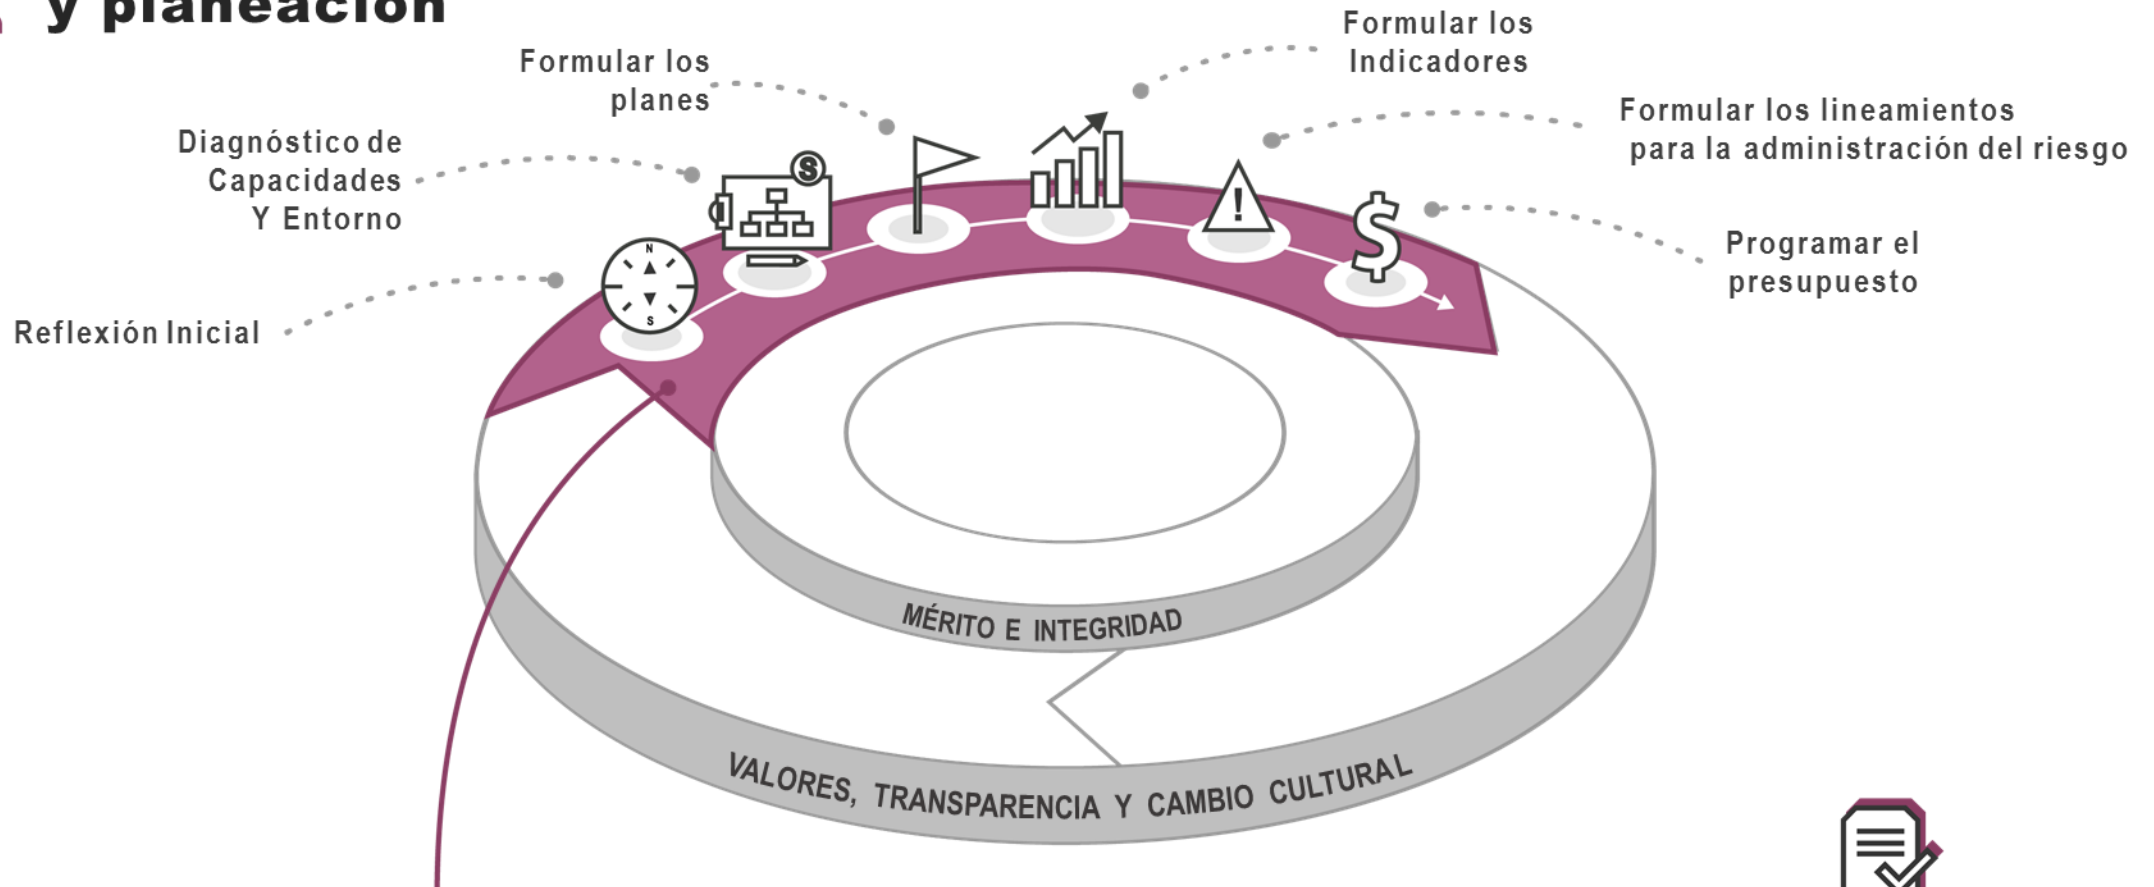 y planeación
Formular los
planes
Formular los
Indicadores
Formular los lineamientos
para la administración del riesgo
Diagnóstico de
Capacidades
Y Entorno
Programar el
presupuesto
Reflexión Inicial
N
S
$
!
$
MÉRITO E INTEGRIDAD
VALORES, TRANSPARENCIA Y CAMBIO CULTURAL